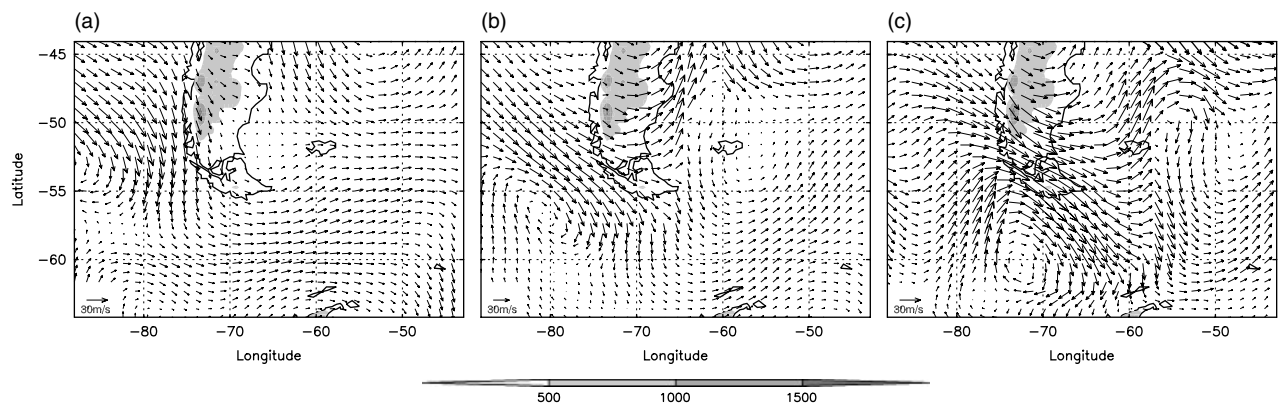 (a) (b) (c)
−45
−50
−55
−60
Latitude
30m/s 30m/s 30m/s
−80 −70 −60 −50 −80 −70 −60 −50 −80 −70 −60 −50
Longitude Longitude Longitude
500 1000 1500